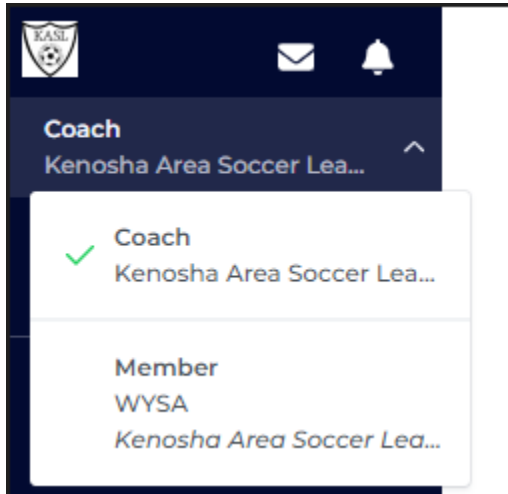 KASL
Coach
Kenosha Area Soccer Lea...
Coach
Kenosha Area Soccer Lea...
Member
WYSA
Kenosha Area Soccer Lea...